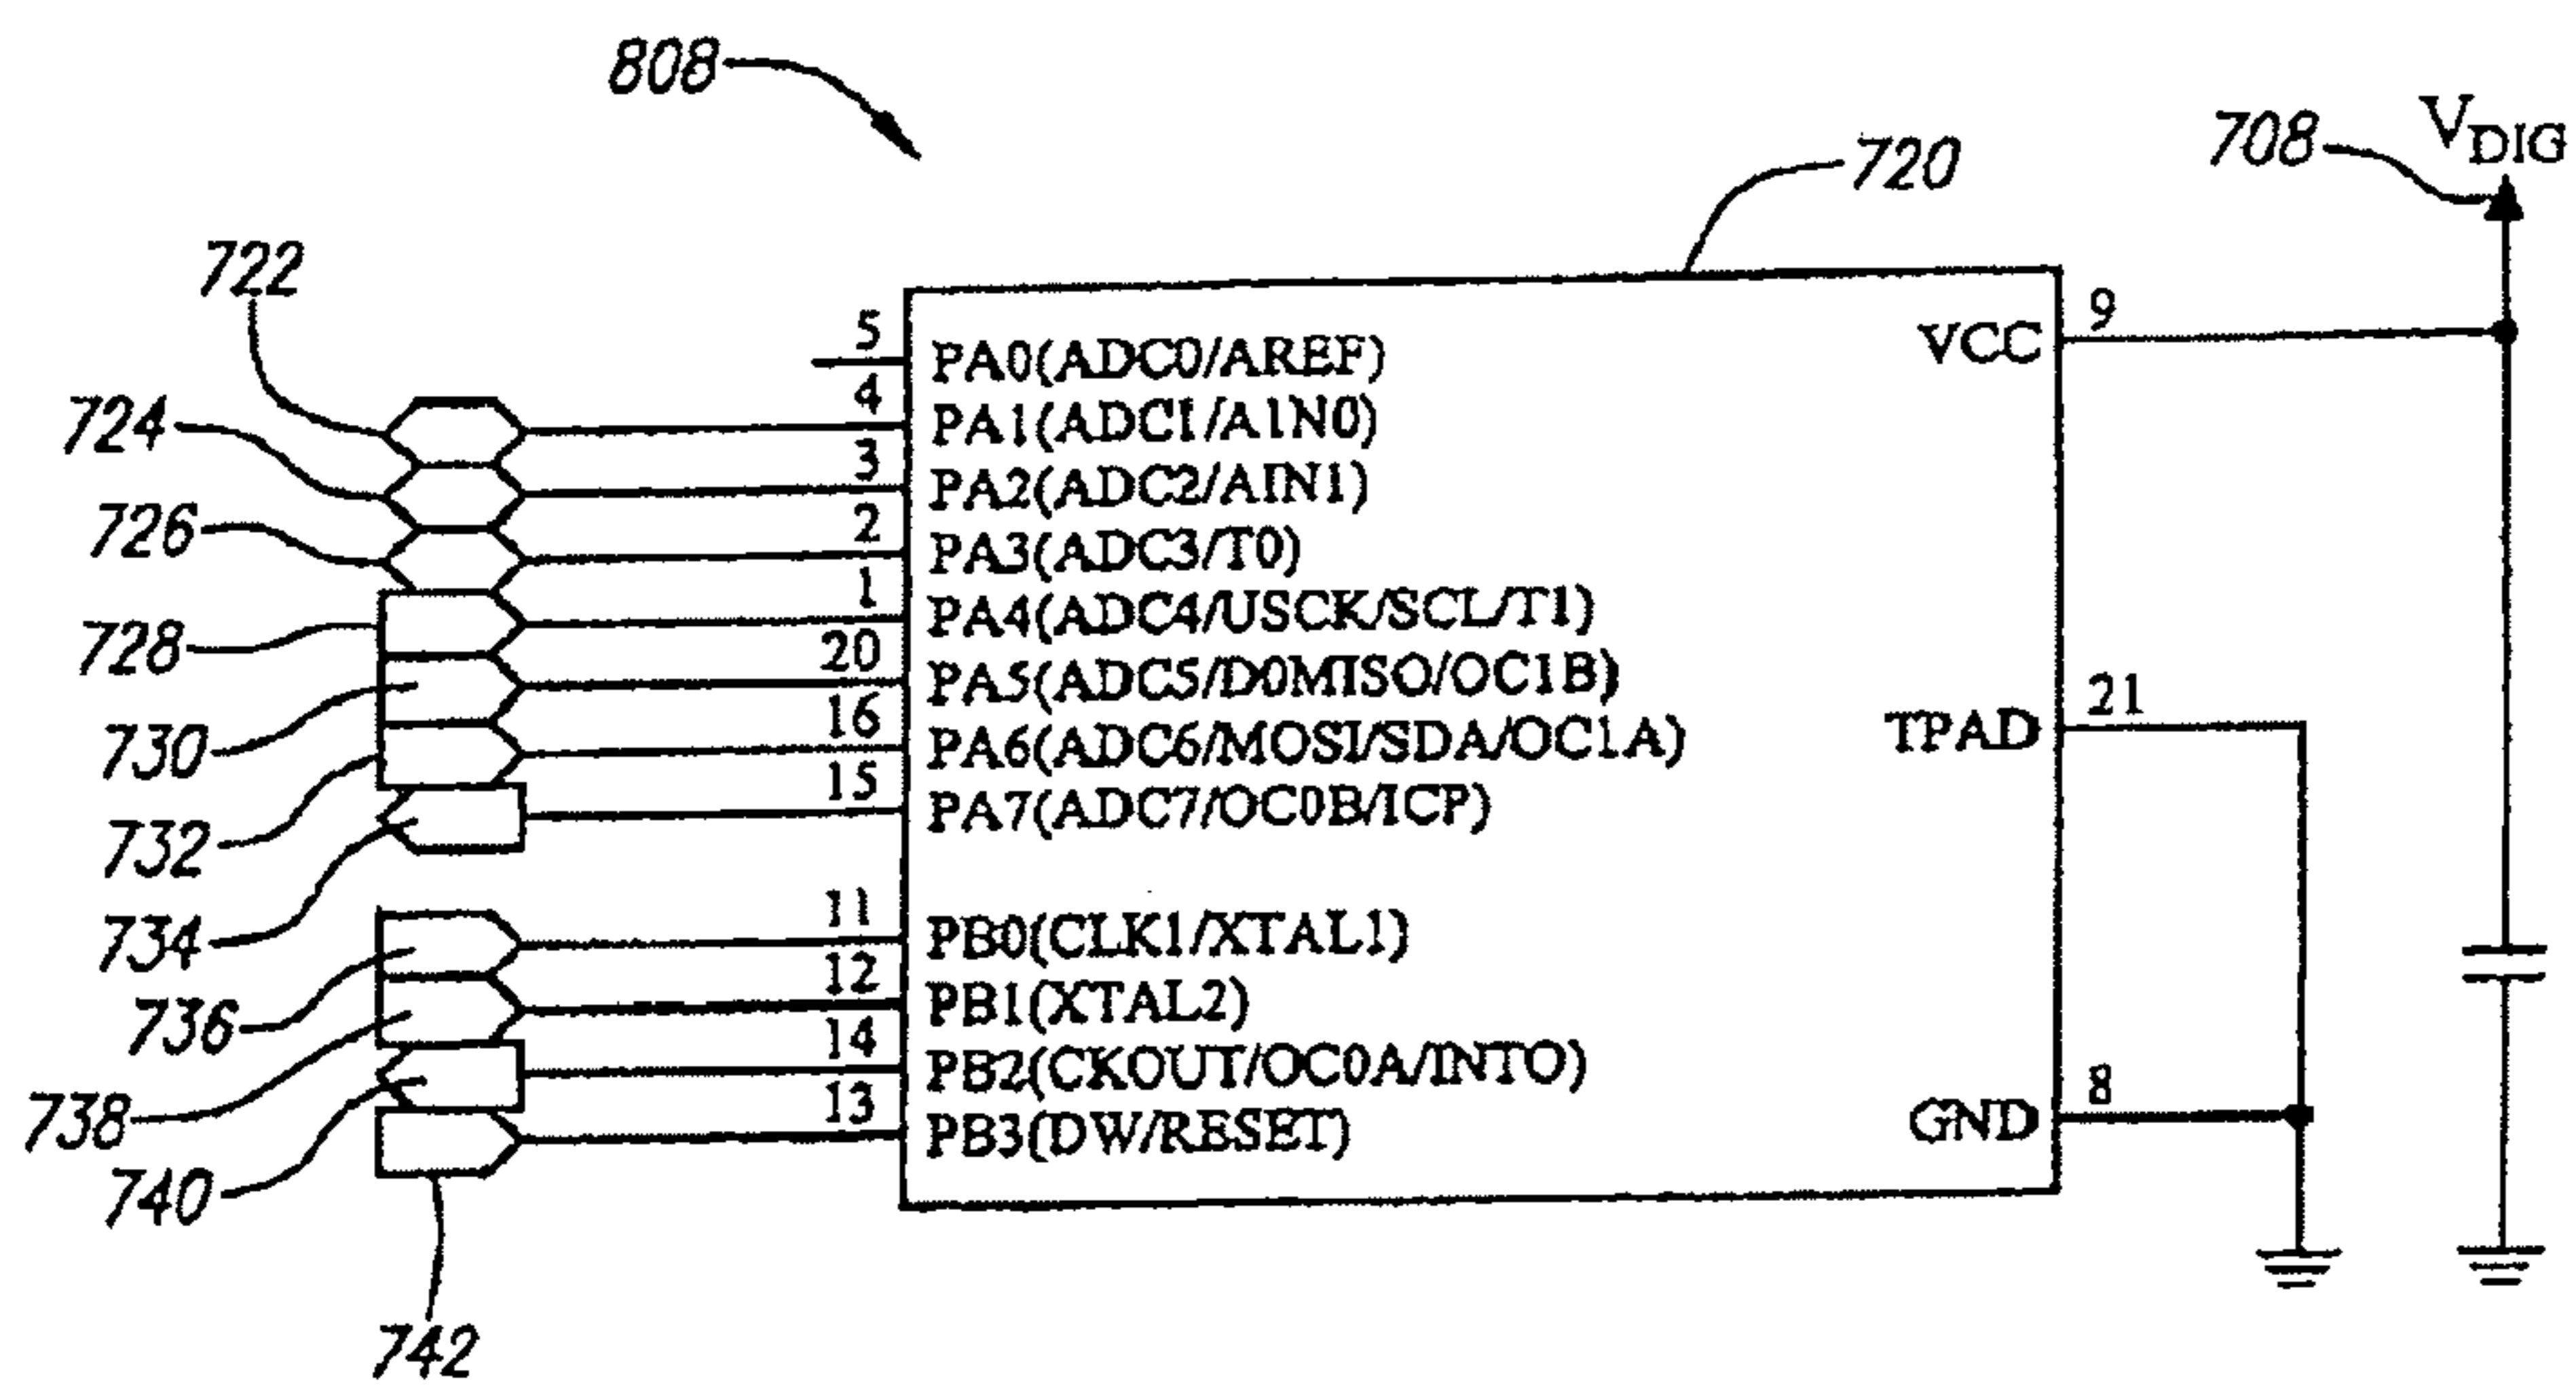 808
720
708
VDIG
722
724
726
728
730
732
734
736
738
740
742
5 PA0(ADC0/AREF)
4 PA1(ADC1/A1N0)
3 PA2(ADC2/AIN1)
2 PA3(ADC3/T0)
1 PA4(ADC4/USCK/SCL/T1)
20 PA5(ADC5/D0MISO/OC1B)
16 PA6(ADC6/MOSI/SDA/OC1A)
15 PA7(ADC7/OC0B/ICP)
11 PB0(CLK1/XTAL1)
12 PB1(XTAL2)
14 PB2(CKOUT/OC0A/INTO)
13 PB3(DW/RESET)
VCC 9
TPAD 21
GND 8